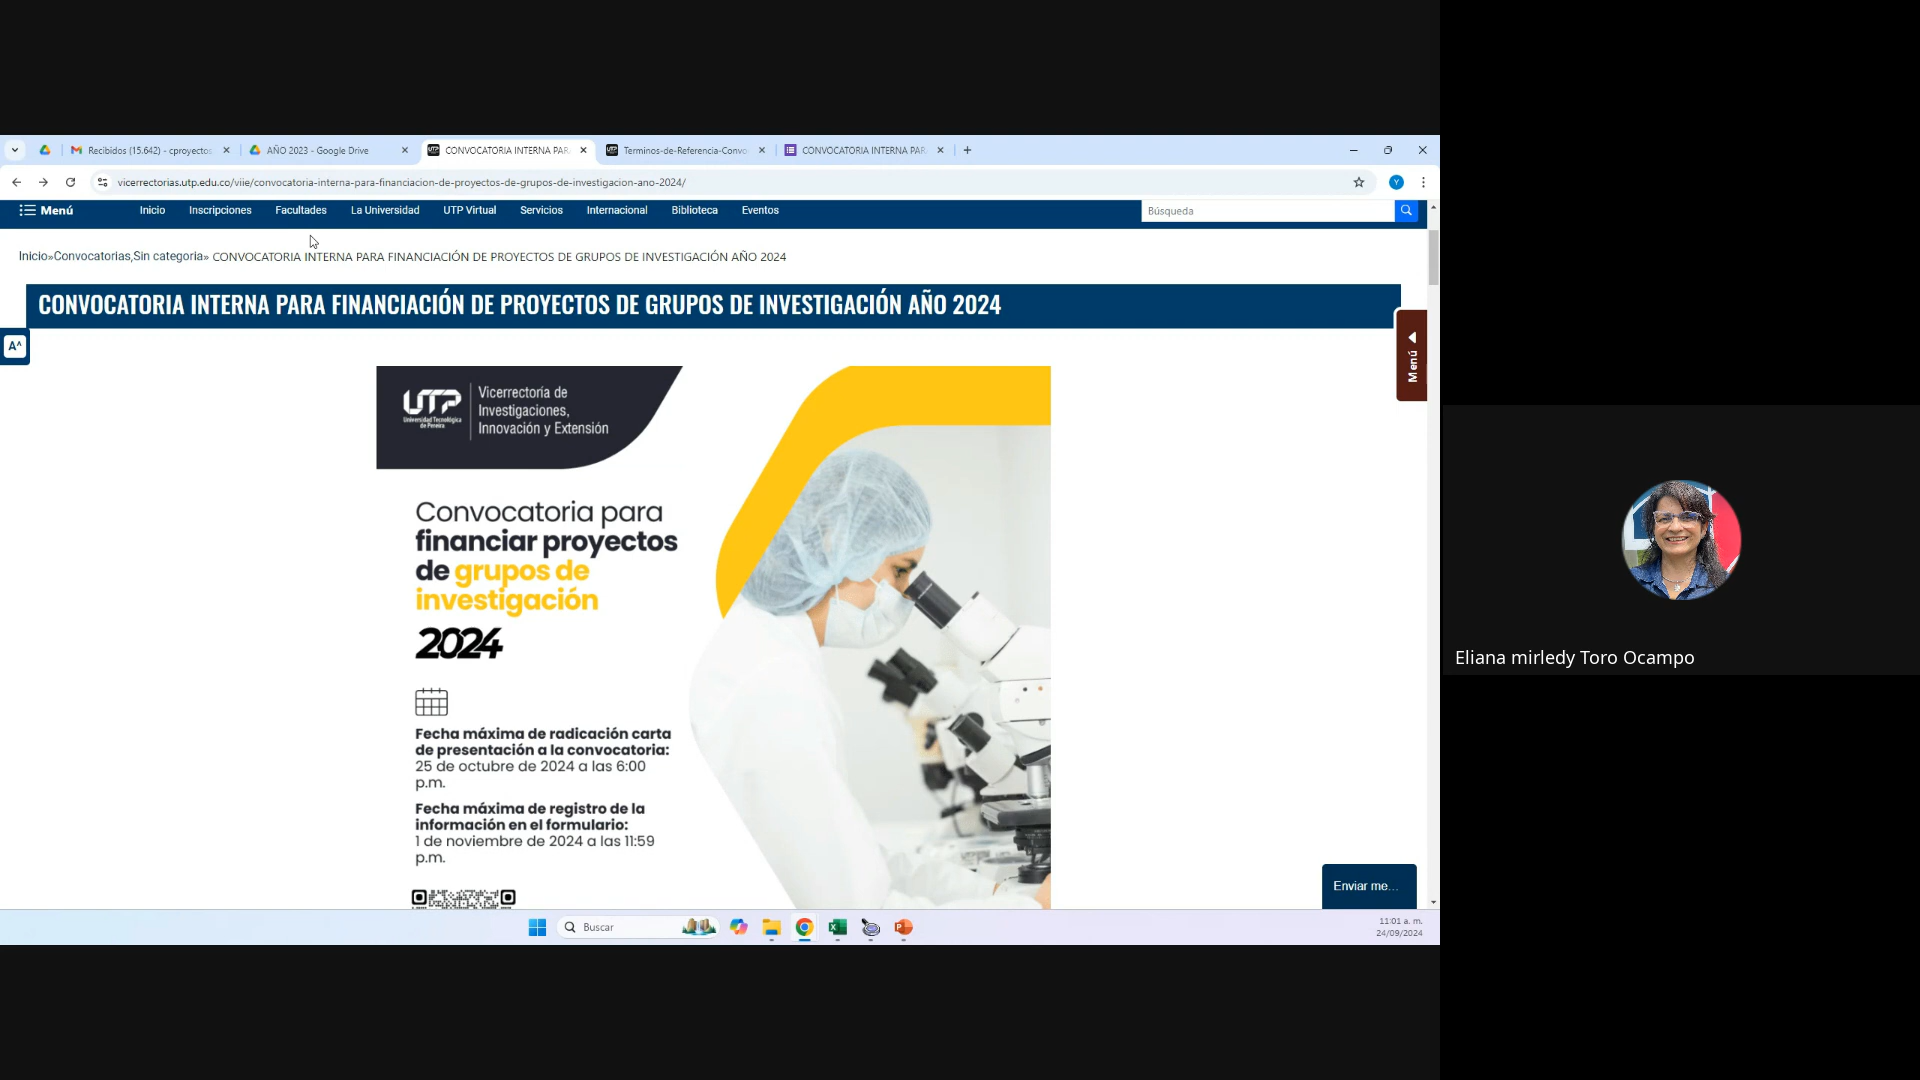 Recibidos (15.642) - cproyectos
AÑO 2023 - Google Drive
CONVOCATORIA INTERNA PAR
Terminos-de-Referencia-Convo
CONVOCATORIA INTERNA PAR
vicerrectorias.utp.edu.co/viie/convocatoria-interna-para-financiacion-de-proyectos-de-grupos-de-investigacion-ano-2024/
Y
Menú
Inicio
Inscripciones
Facultades
La Universidad
UTP Virtual
Servicios
Internacional
Biblioteca
Eventos
Búsqueda
Inicio»Convocatorias,Sin categoria» CONVOCATORIA INTERNA PARA FINANCIACIÓN DE PROYECTOS DE GRUPOS DE INVESTIGACIÓN AÑO 2024
CONVOCATORIA INTERNA PARA FINANCIACIÓN DE PROYECTOS DE GRUPOS DE INVESTIGACIÓN AÑO 2024
A^
Menú
UTP
Universidad Tecnológica
de Pereira
Vicerrectoría de
Investigaciones,
Innovación y Extensión
Convocatoria para
financiar proyectos
de grupos de
investigación
2024
Fecha máxima de radicación carta
de presentación a la convocatoria:
25 de octubre de 2024 a las 6:00
p.m.
Fecha máxima de registro de la
información en el formulario:
1 de noviembre de 2024 a las 11:59
p.m.
Enviar me...
Buscar
11:01 a. m.
24/09/2024
Eliana mirledy Toro Ocampo